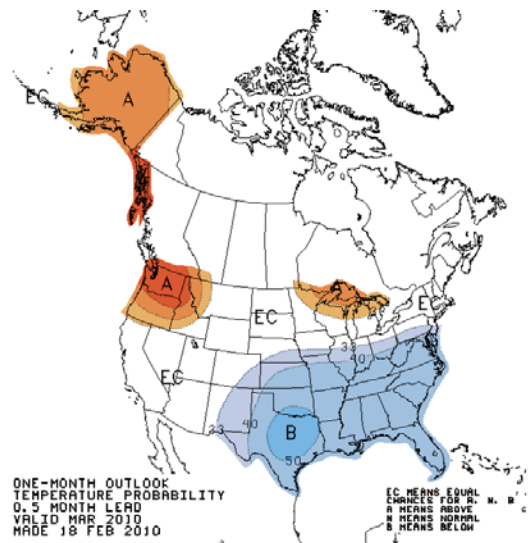 A
EC
A
A
EC
EC
EC
33
40
33
40
B
50
ONE-MONTH OUTLOOK
TEMPERATURE PROBABILITY
0.5 MONTH LEAD
VALID MAR 2010
MADE 18 FEB 2010
EC MEANS EQUAL
CHANCES FOR A, N, B
A MEANS ABOVE
N MEANS NORMAL
B MEANS BELOW